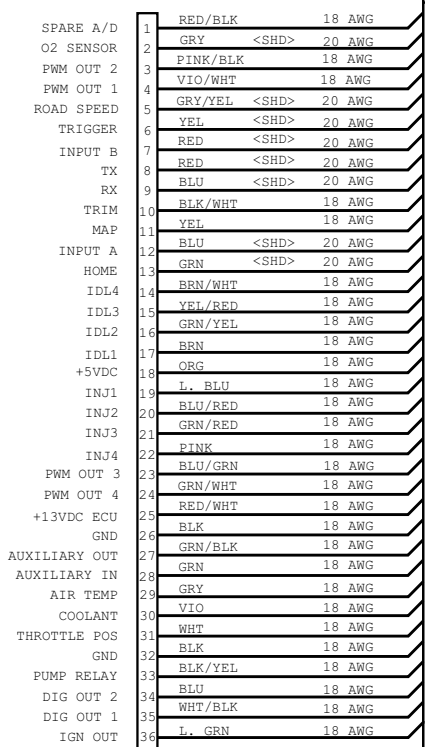 SPARE A/D 1 RED/BLK 18 AWG
O2 SENSOR 2 GRY <SHD> 20 AWG
PWM OUT 2 3 PINK/BLK 18 AWG
PWM OUT 1 4 VIO/WHT 18 AWG
ROAD SPEED 5 GRY/YEL <SHD> 20 AWG
TRIGGER 6 YEL <SHD> 20 AWG
INPUT B 7 RED <SHD> 20 AWG
TX 8 RED <SHD> 20 AWG
RX 9 BLU <SHD> 20 AWG
TRIM 10 BLK/WHT 18 AWG
MAP 11 YEL 18 AWG
INPUT A 12 BLU <SHD> 20 AWG
HOME 13 GRN <SHD> 20 AWG
IDL4 14 BRN/WHT 18 AWG
IDL3 15 YEL/RED 18 AWG
IDL2 16 GRN/YEL 18 AWG
IDL1 17 BRN 18 AWG
+5VDC 18 ORG 18 AWG
INJ1 19 L. BLU 18 AWG
INJ2 20 BLU/RED 18 AWG
INJ3 21 GRN/RED 18 AWG
INJ4 22 PINK 18 AWG
PWM OUT 3 23 BLU/GRN 18 AWG
PWM OUT 4 24 GRN/WHT 18 AWG
+13VDC ECU 25 RED/WHT 18 AWG
GND 26 BLK 18 AWG
AUXILIARY OUT 27 GRN/BLK 18 AWG
AUXILIARY IN 28 GRN 18 AWG
AIR TEMP 29 GRY 18 AWG
COOLANT 30 VIO 18 AWG
THROTTLE POS 31 WHT 18 AWG
GND 32 BLK 18 AWG
PUMP RELAY 33 BLK/YEL 18 AWG
DIG OUT 2 34 BLU 18 AWG
DIG OUT 1 35 WHT/BLK 18 AWG
IGN OUT 36 L. GRN 18 AWG